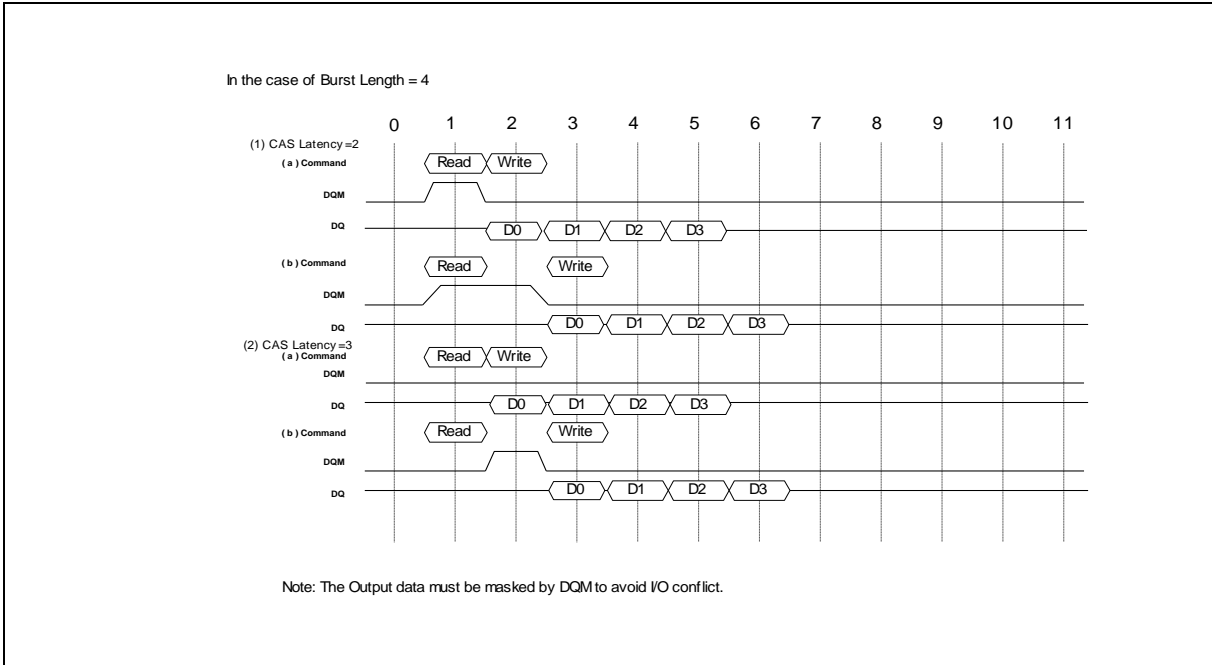 In the case of Burst Length = 4
0 1 2 3 4 5 6 7 8 9 10 11
(1) CAS Latency=2
( a ) Command Read Write
DQM
DQ D0 D1 D2 D3
( b ) Command Read Write
DQM
DQ D0 D1 D2 D3
(2) CAS Latency=3
( a ) Command Read Write
DQM
DQ D0 D1 D2 D3
( b ) Command Read Write
DQM
DQ D0 D1 D2 D3
Note: The Output data must be masked by DQM to avoid I/O conflict.